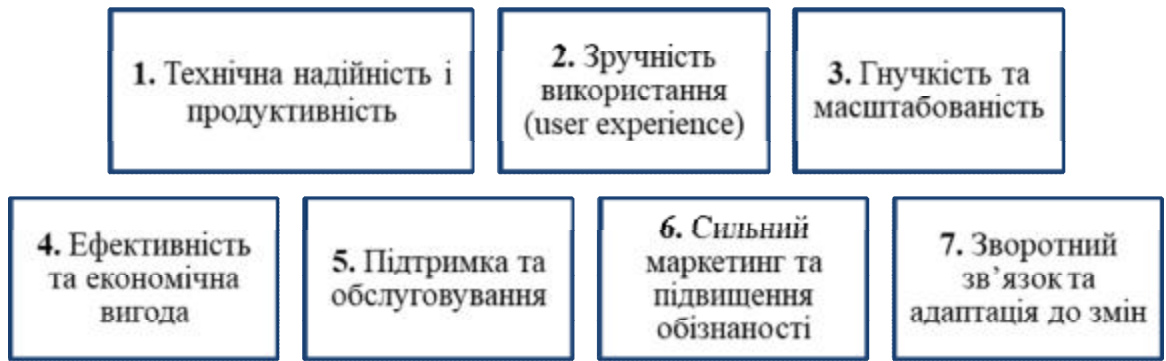 1. Технічна надійність і
продуктивність
2. Зручність
використання
(user experience)
3. Гнучкість та
масштабованість
4. Ефективність
та економічна
вигода
5. Підтримка та
обслуговування
6. Сильний
маркетинг та
підвищення
обізнаності
7. Зворотний
зв’язок та
адаптація до змін